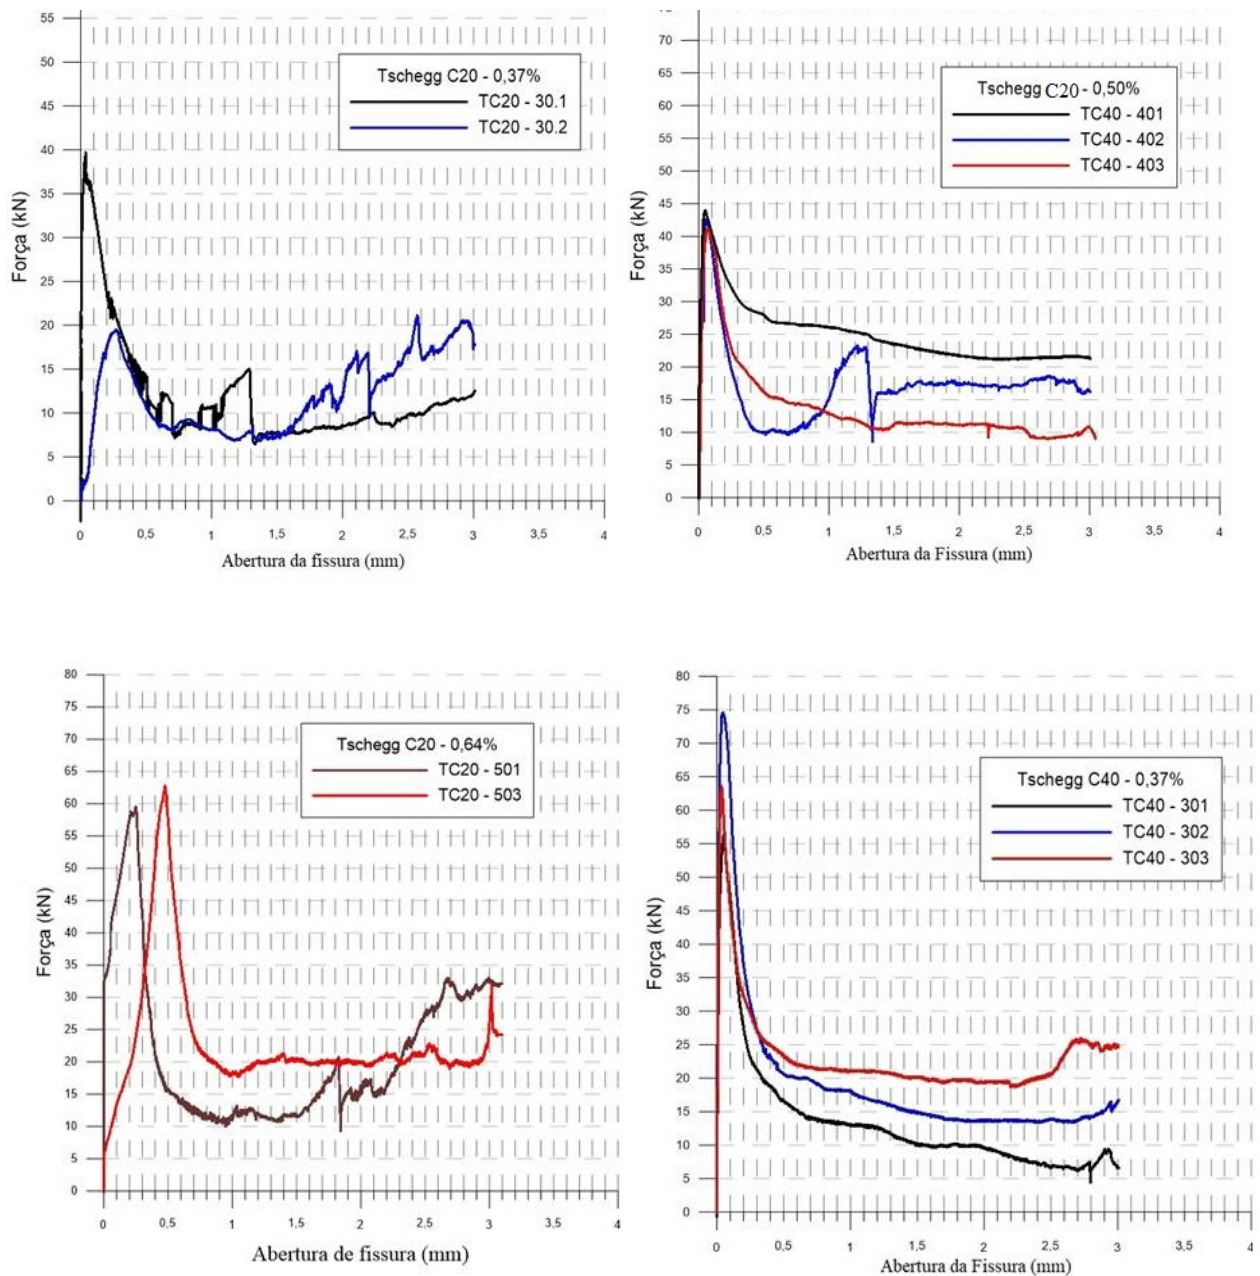 55
50
45
40
35
30
25
20
15
10
5
0
Força (kN)
Tschegg C20 - 0,37%
TC20 - 30.1
TC20 - 30.2
0 0,5 1 1,5 2 2,5 3 3,5 4
Abertura da fissura (mm)
70
65
60
55
50
45
40
35
30
25
20
15
10
5
0
Força (kN)
Tschegg C20 - 0,50%
TC40 - 401
TC40 - 402
TC40 - 403
0 0,5 1 1,5 2 2,5 3 3,5 4
Abertura da Fissura (mm)
80
75
70
65
60
55
50
45
40
35
30
25
20
15
10
5
0
Força (kN)
Tschegg C20 - 0,64%
TC20 - 501
TC20 - 503
0 0,5 1 1,5 2 2,5 3 3,5 4
Abertura de fissura (mm)
80
75
70
65
60
55
50
45
40
35
30
25
20
15
10
5
0
Força (kN)
Tschegg C40 - 0,37%
TC40 - 301
TC40 - 302
TC40 - 303
0 0,5 1 1,5 2 2,5 3 3,5 4
Abertura da Fissura (mm)